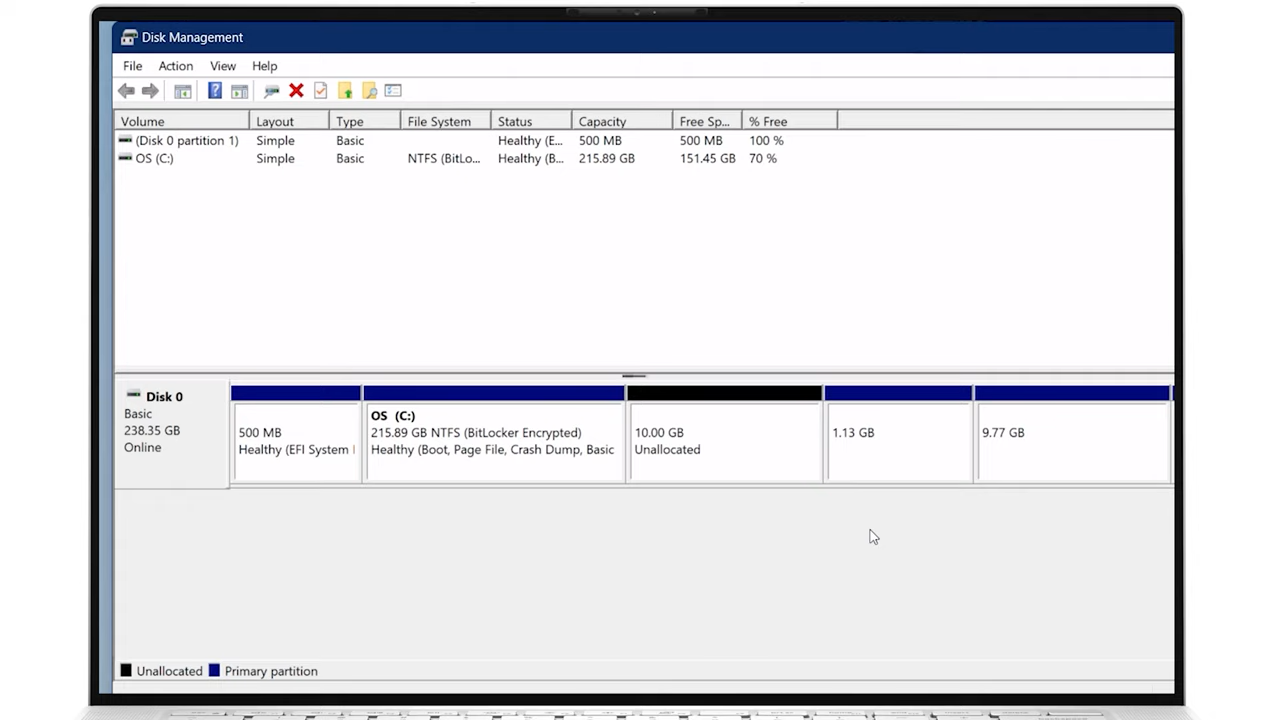 Disk Management
File Action View Help
Volume Layout Type File System Status Capacity Free Sp... % Free
(Disk 0 partition 1) Simple Basic Healthy (E... 500 MB 500 MB 100 %
OS (C:) Simple Basic NTFS (BitLo... Healthy (B... 215.89 GB 151.45 GB 70 %
Disk 0
Basic
238.35 GB
Online
500 MB
Healthy (EFI System
OS (C:)
215.89 GB NTFS (BitLocker Encrypted)
Healthy (Boot, Page File, Crash Dump, Basic
10.00 GB
Unallocated
1.13 GB
9.77 GB
Unallocated Primary partition